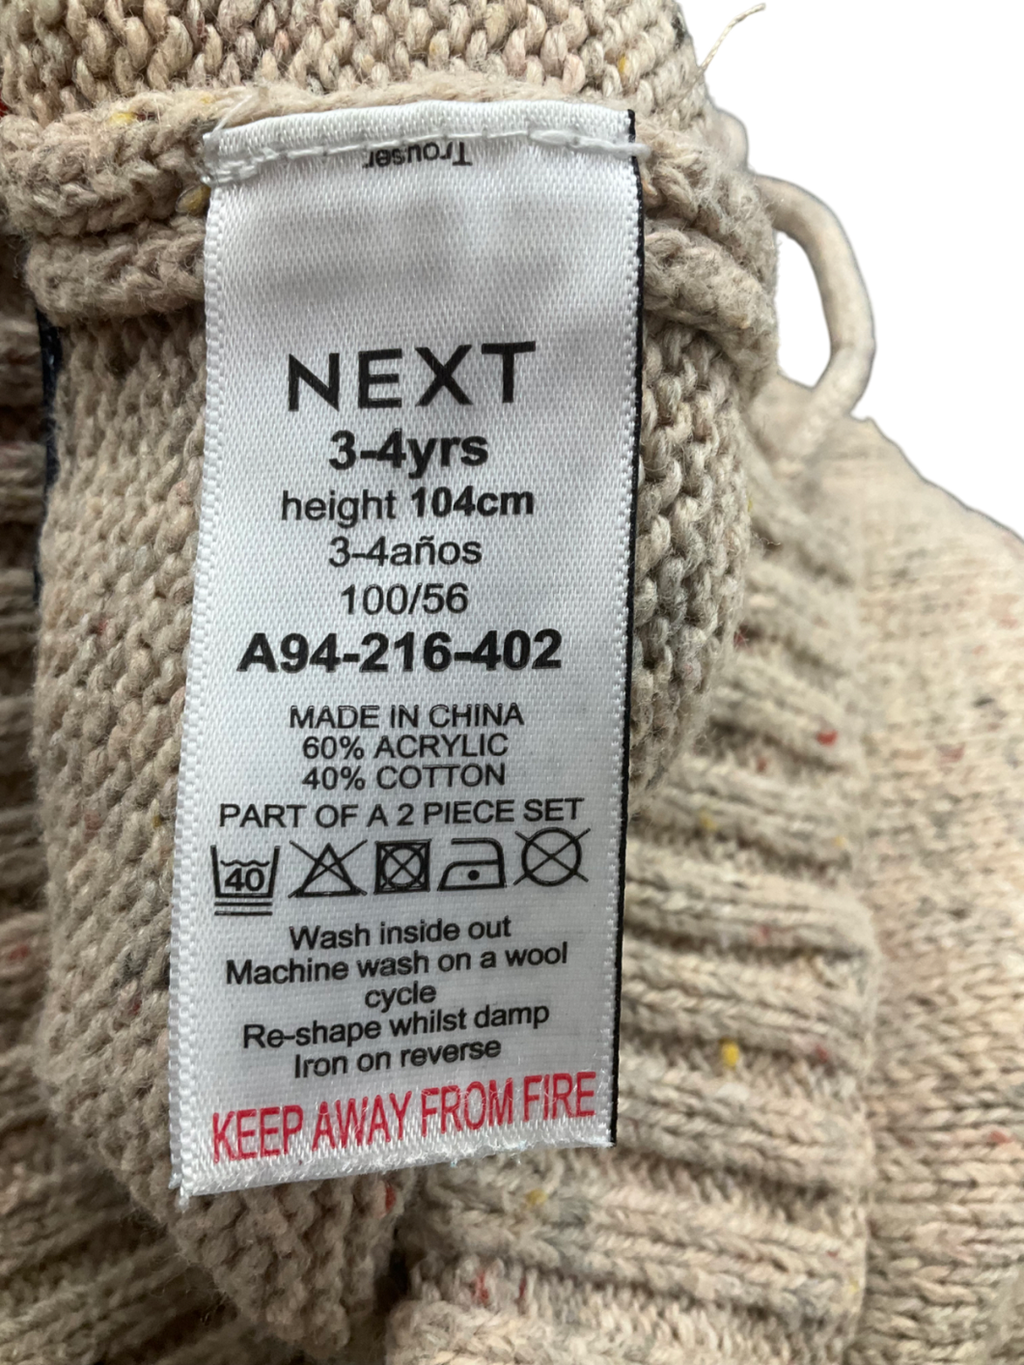 Trouser
NEXT
3-4yrs
height 104cm
3-4años
100/56
A94-216-402
MADE IN CHINA
60% ACRYLIC
40% COTTON
PART OF A 2 PIECE SET
40
Wash inside out
Machine wash on a wool
cycle
Re-shape whilst damp
Iron on reverse
KEEP AWAY FROM FIRE